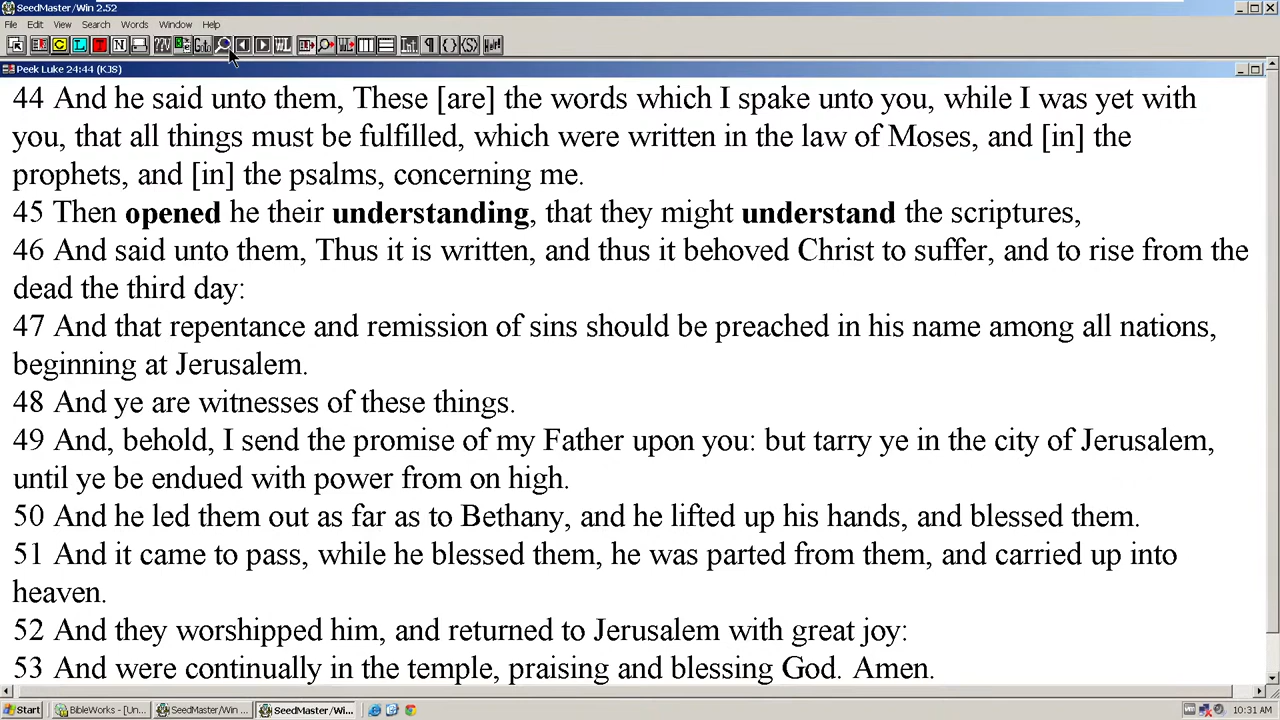 SeedMaster/Win 2.52
File Edit View Search Words Window Help
Peek Luke 24:44 (KJS)
44 And he said unto them, These [are] the words which I spake unto you, while I was yet with
you, that all things must be fulfilled, which were written in the law of Moses, and [in] the
prophets, and [in] the psalms, concerning me.
45 Then opened he their understanding, that they might understand the scriptures,
46 And said unto them, Thus it is written, and thus it behoved Christ to suffer, and to rise from the
dead the third day:
47 And that repentance and remission of sins should be preached in his name among all nations,
beginning at Jerusalem.
48 And ye are witnesses of these things.
49 And, behold, I send the promise of my Father upon you: but tarry ye in the city of Jerusalem,
until ye be endued with power from on high.
50 And he led them out as far as to Bethany, and he lifted up his hands, and blessed them.
51 And it came to pass, while he blessed them, he was parted from them, and carried up into
heaven.
52 And they worshipped him, and returned to Jerusalem with great joy:
53 And were continually in the temple, praising and blessing God. Amen.
Start BibleWorks - [Un... SeedMaster/Win ... SeedMaster/Wi... 10:31 AM